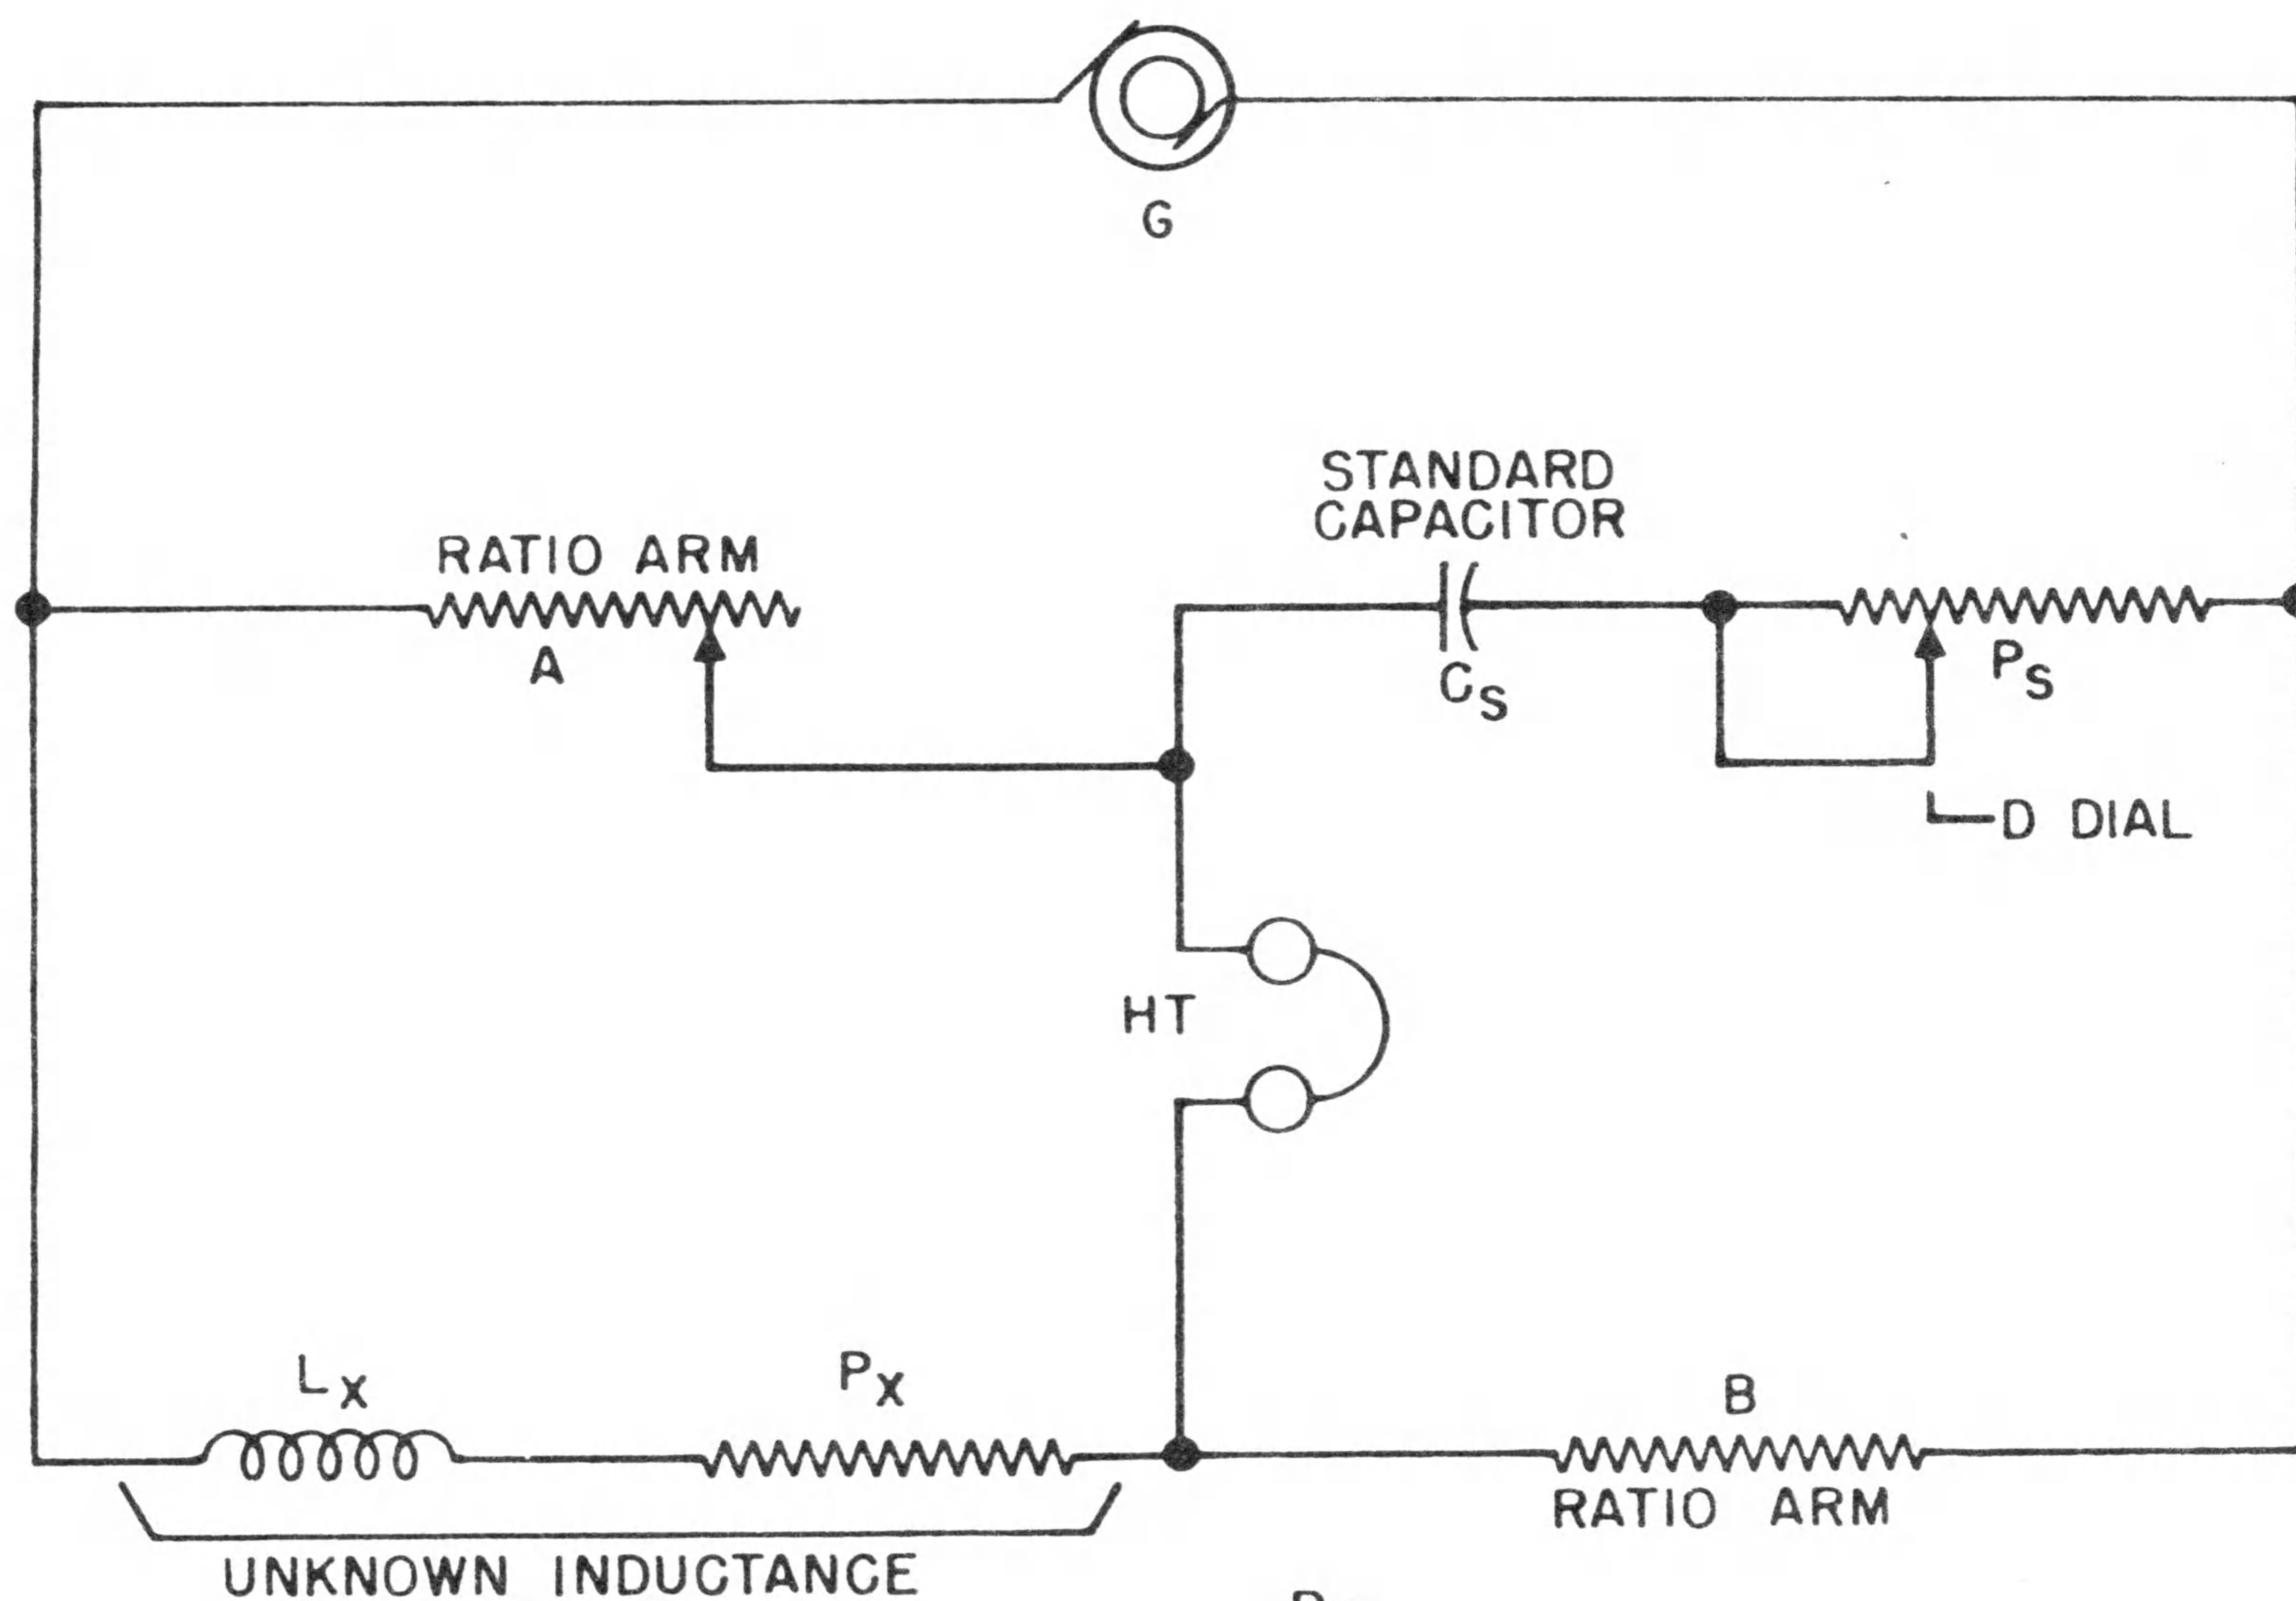 G
STANDARD
CAPACITOR
RATIO ARM
A
CS
PS
D DIAL
HT
LX
PX
B
RATIO ARM
UNKNOWN INDUCTANCE